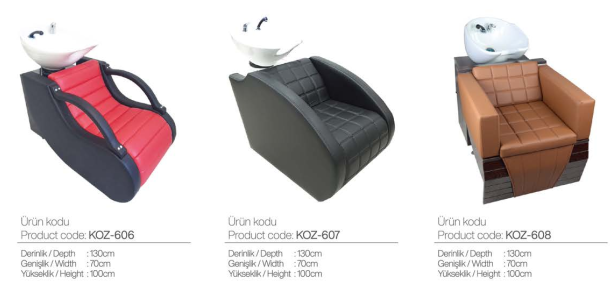 Ürün kodu
Product code: KOZ-606
Derinlik / Depth : 130cm
Genişlik / Width : 70cm
Yükseklik / Height : 100cm
Ürün kodu
Product code: KOZ-607
Derinlik / Depth : 130cm
Genişlik / Width : 70cm
Yükseklik / Height : 100cm
Ürün kodu
Product code: KOZ-608
Derinlik / Depth : 130cm
Genişlik / Width : 70cm
Yükseklik / Height : 100cm